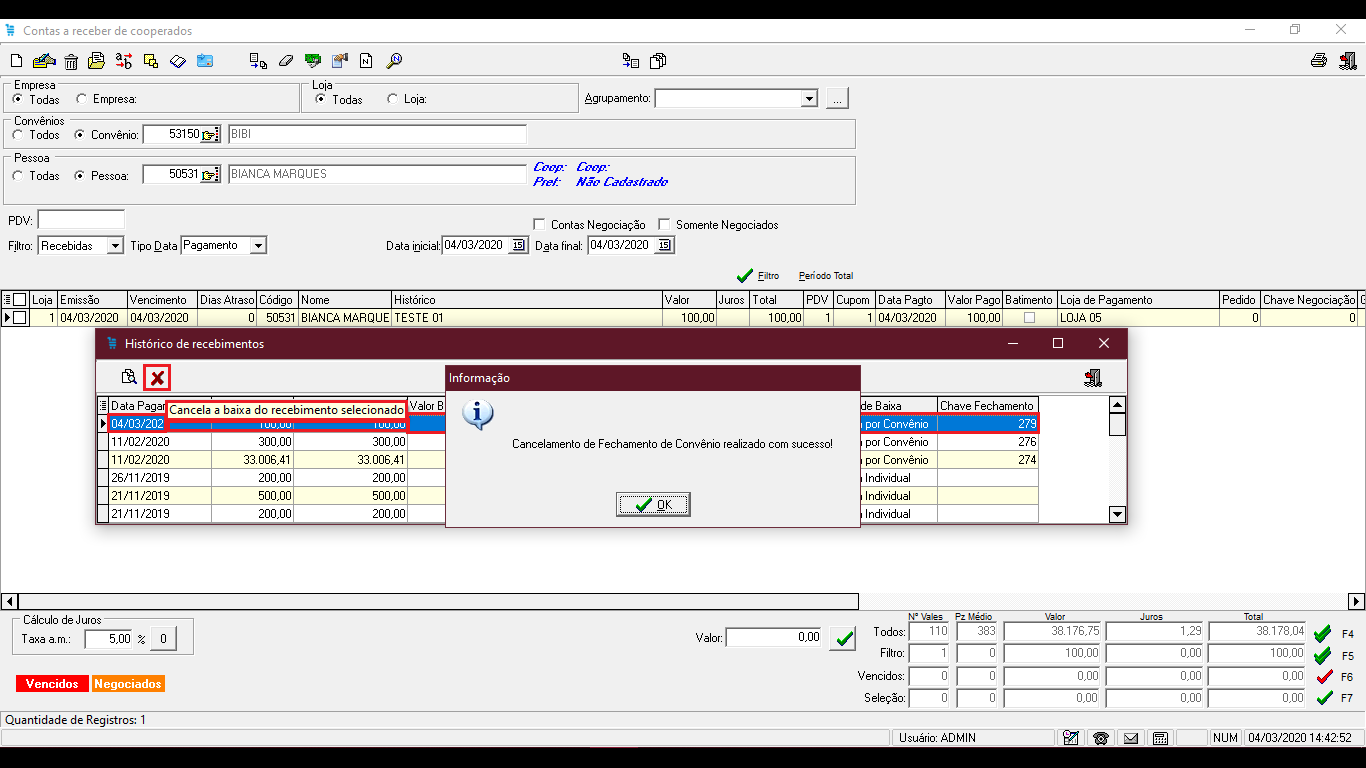 Contas a receber de cooperados
Empresa
Todas Empresa:
Loja
Todas Loja:
Agrupamento: ...
Convênios
Todos Convênio: 53150 BIBI
Pessoa
Todas Pessoa: 50531 BIANCA MARQUES
Coop: Coop:
Pref: Não Cadastrado
PDV:
Contas Negociação Somente Negociados
Filtro: Recebidas Tipo Data Pagamento Data inicial: 04/03/2020 15 Data final: 04/03/2020 15
Filtro Período Total
Loja Emissão Vencimento Dias Atraso Código Nome Histórico Valor Juros Total PDV Cupom Data Pagto Valor Pago Batimento Loja de Pagamento Pedido Chave Negociação
1 04/03/2020 04/03/2020 0 50531 BIANCA MARQUE TESTE 01 100,00 100,00 1 1 04/03/2020 100,00 LOJA 05 0 0
Histórico de recebimentos
Data Pagar Valor B de Baixa Chave Fechamento
Cancela a baixa do recebimento selecionado
04/03/202 100,00 100,00 por Convênio 279
11/02/2020 300,00 300,00 por Convênio 276
11/02/2020 33.006,41 33.006,41 por Convênio 274
26/11/2019 200,00 200,00 Individual
21/11/2019 500,00 500,00 Individual
21/11/2019 200,00 200,00 Individual
Informação
Cancelamento de Fechamento de Convênio realizado com sucesso!
OK
Cálculo de Juros
Taxa a.m.: 5,00 % 0
Valor: 0,00
Nº Vales Pz Médio Valor Juros Total
Todos: 110 383 38.176,75 1,29 38.178,04 F4
Filtro: 1 0 100,00 0,00 100,00 F5
Vencidos: 0 0 0,00 0,00 0,00 F6
Seleção: 0 0 0,00 0,00 0,00 F7
Vencidos Negociados
Quantidade de Registros: 1
Usuário: ADMIN NUM 04/03/2020 14:42:52